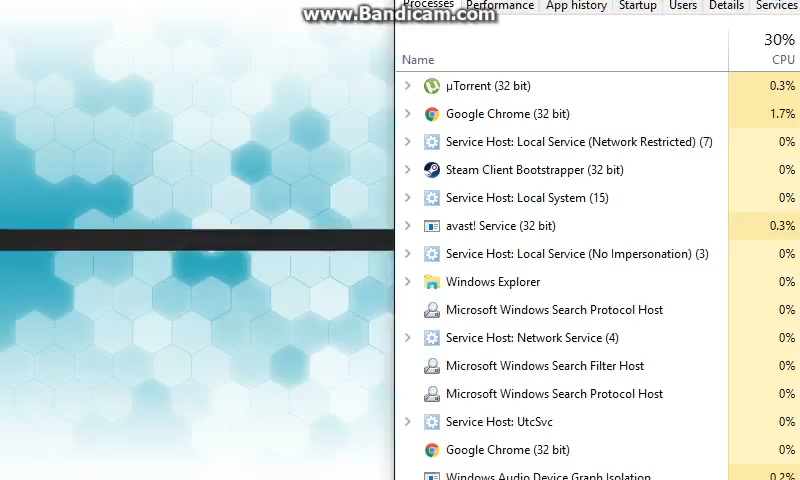 www.Bandicam.com
Processes Performance App history Startup Users Details Services
30%
Name CPU
µTorrent (32 bit) 0.3%
Google Chrome (32 bit) 1.7%
Service Host: Local Service (Network Restricted) (7) 0%
Steam Client Bootstrapper (32 bit) 0%
Service Host: Local System (15) 0%
avast! Service (32 bit) 0.3%
Service Host: Local Service (No Impersonation) (3) 0%
Windows Explorer 0%
Microsoft Windows Search Protocol Host 0%
Service Host: Network Service (4) 0%
Microsoft Windows Search Filter Host 0%
Microsoft Windows Search Protocol Host 0%
Service Host: UtcSvc 0%
Google Chrome (32 bit) 0%
Windows Audio Device Graph Isolation 0.2%